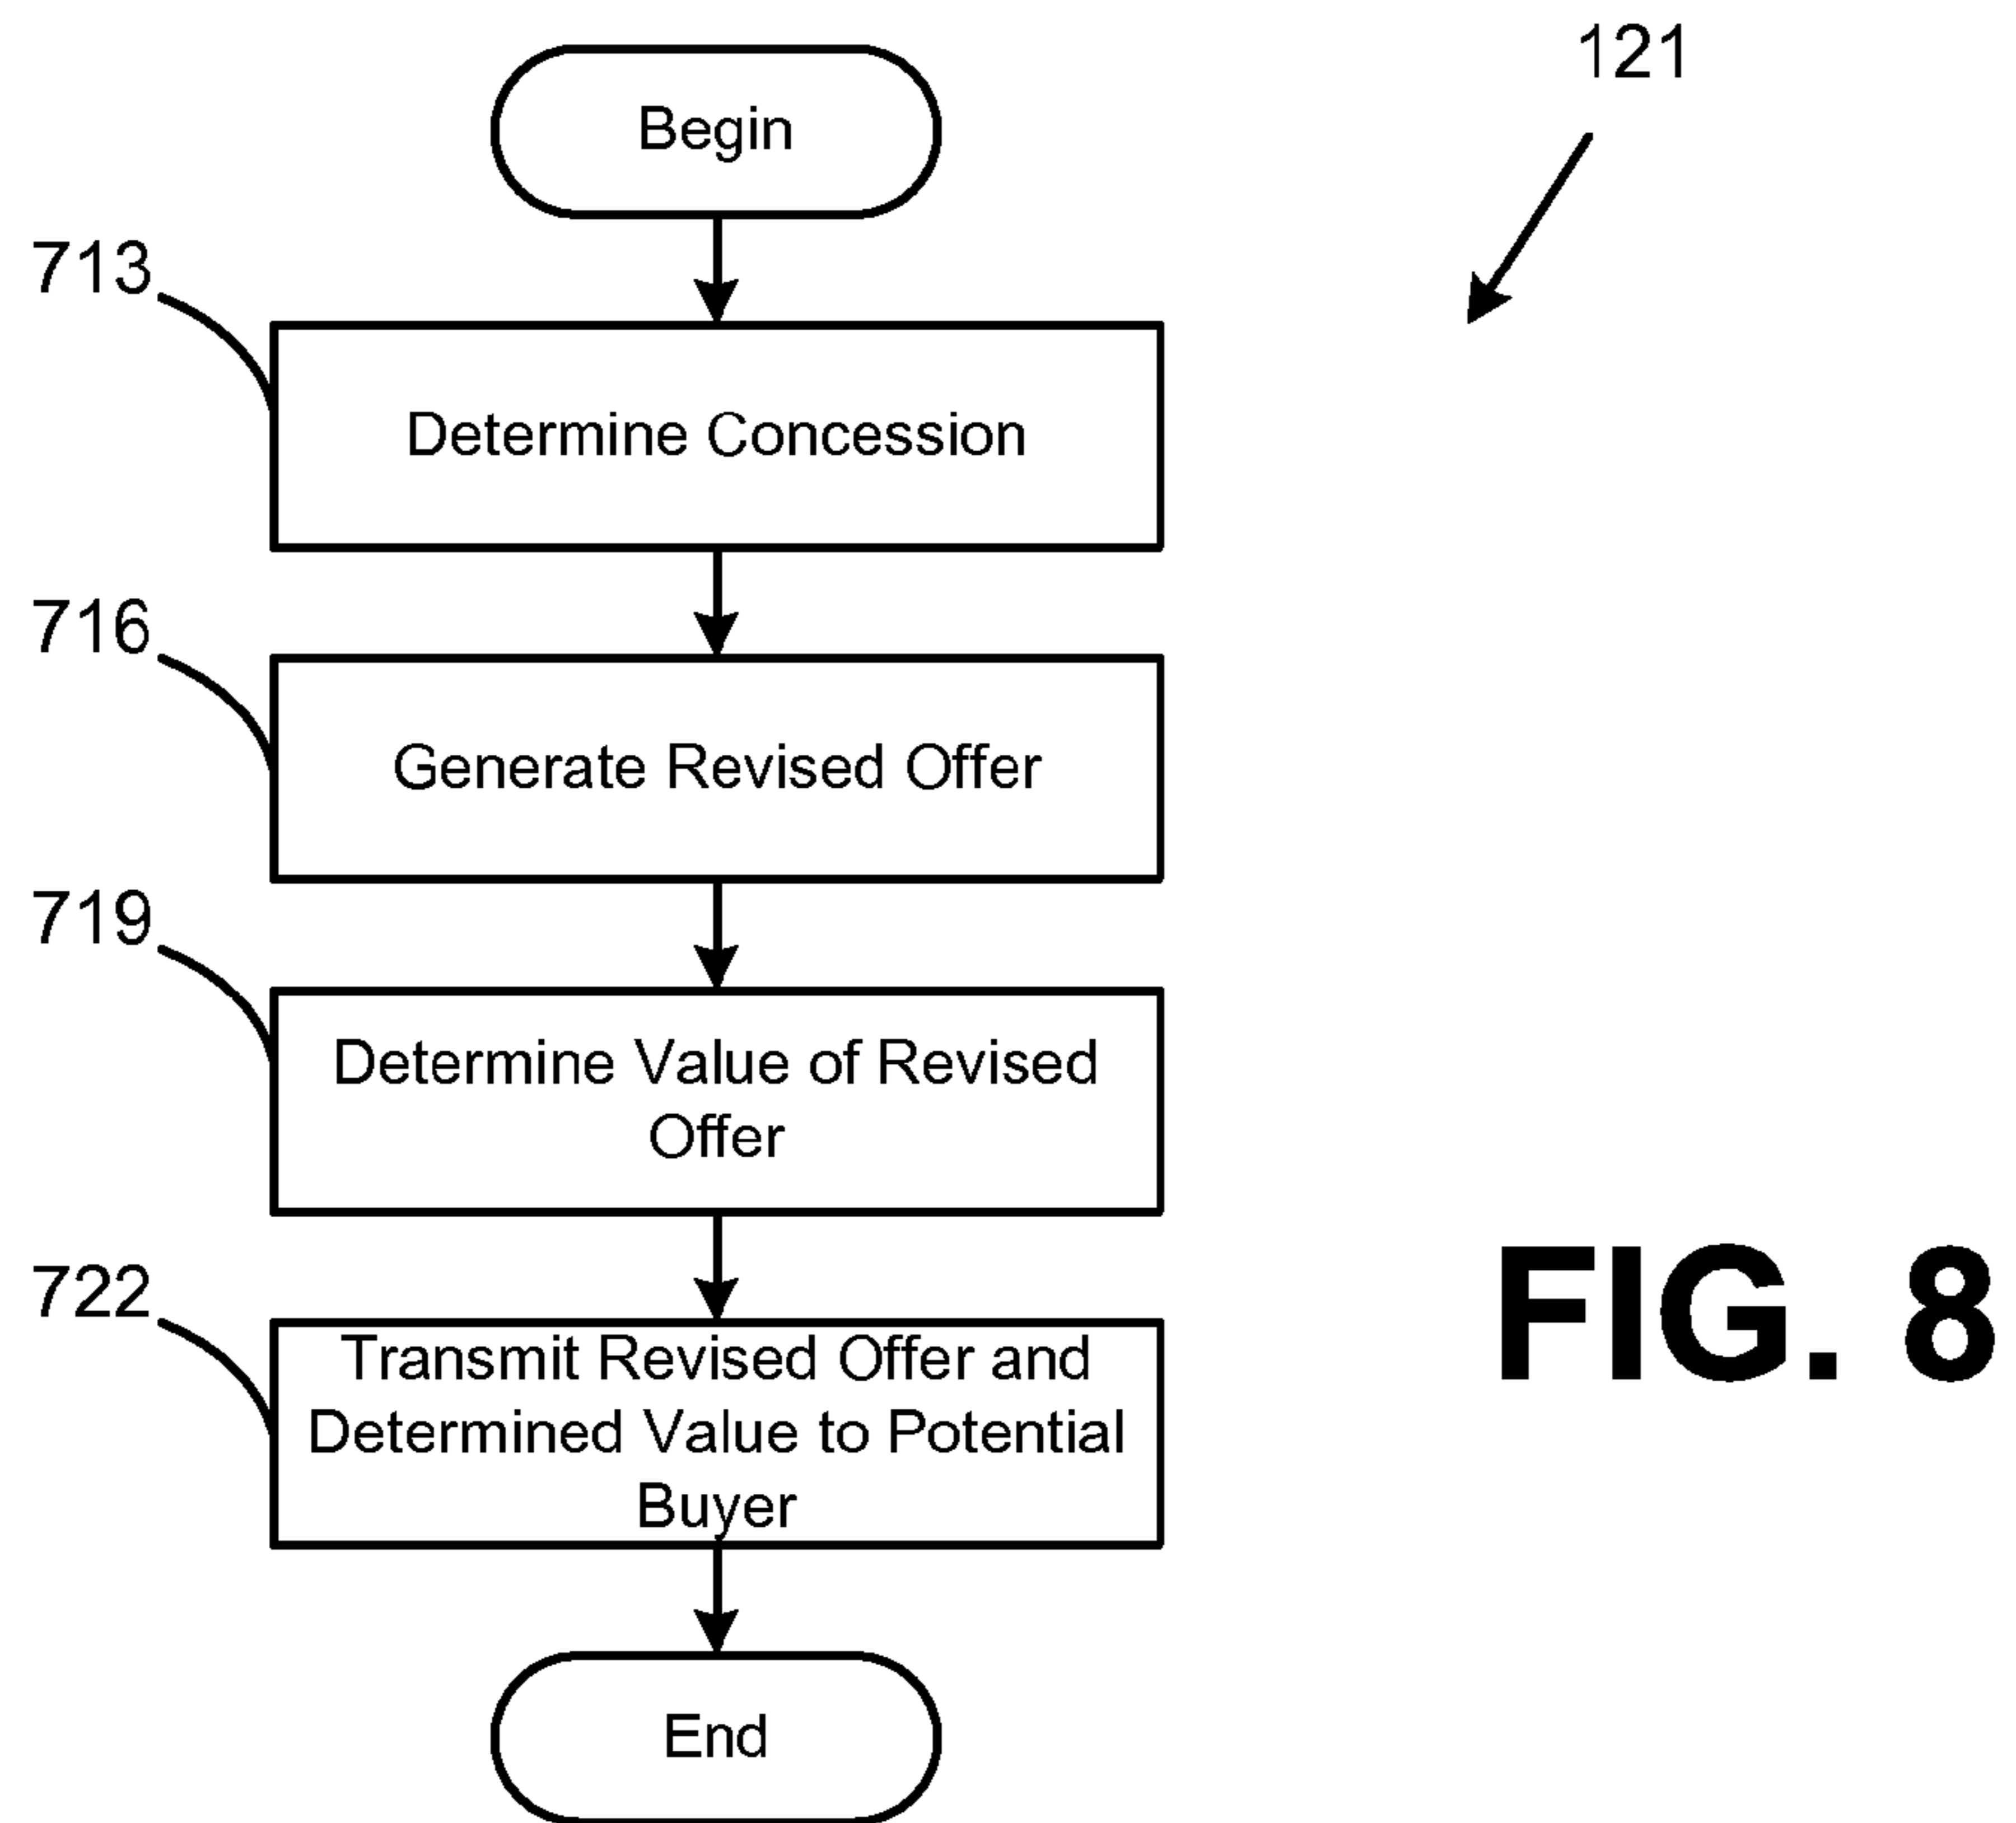 121
Begin
713
Determine Concession
716
Generate Revised Offer
719
Determine Value of Revised
Offer
722
Transmit Revised Offer and
Determined Value to Potential
Buyer
FIG. 8
End